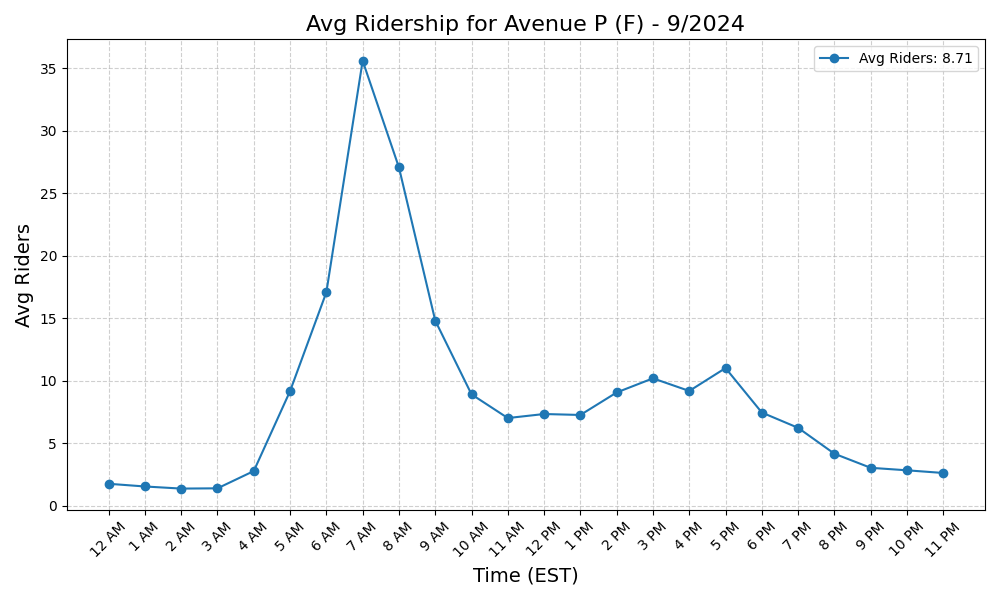 Avg Ridership for Avenue P (F) - 9/2024
Avg Riders: 8.71
Avg Riders
35
30
25
20
15
10
5
0
12 AM
1 AM
2 AM
3 AM
4 AM
5 AM
6 AM
7 AM
8 AM
9 AM
10 AM
11 AM
12 PM
1 PM
2 PM
3 PM
4 PM
5 PM
6 PM
7 PM
8 PM
9 PM
10 PM
11 PM
Time (EST)